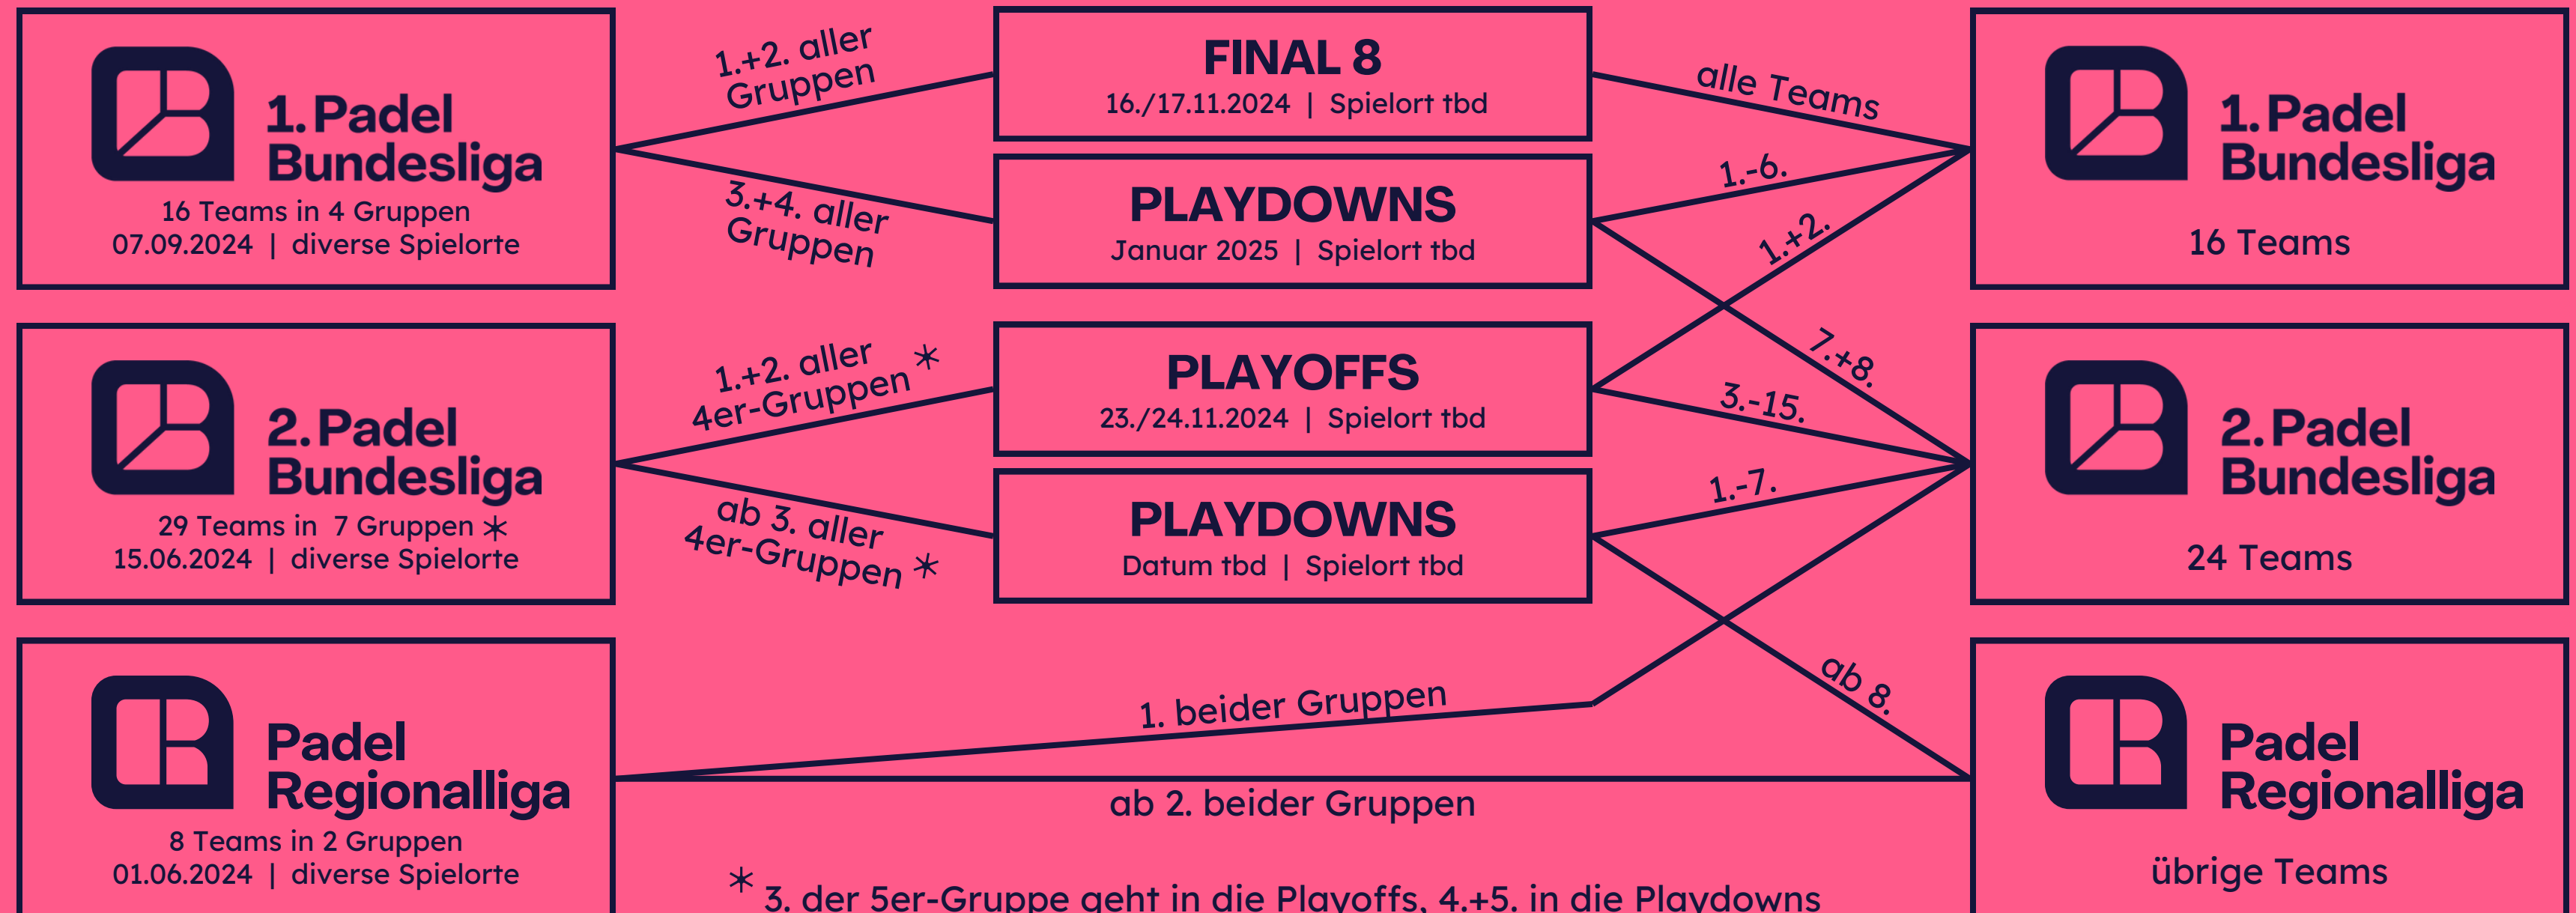 1. Padel
Bundesliga
16 Teams in 4 Gruppen
07.09.2024 | diverse Spielorte
1.+2. aller
Gruppen
3.+4. aller
Gruppen
FINAL 8
16./17.11.2024 | Spielort tbd
PLAYDOWNS
Januar 2025 | Spielort tbd
alle Teams
1.-6.
1.+2.
1. Padel
Bundesliga
16 Teams
2. Padel
Bundesliga
29 Teams in 7 Gruppen *
15.06.2024 | diverse Spielorte
1.+2. aller
4er-Gruppen *
ab 3. aller
4er-Gruppen *
PLAYOFFS
23./24.11.2024 | Spielort tbd
PLAYDOWNS
Datum tbd | Spielort tbd
7.+8.
3.-15.
1.-7.
2. Padel
Bundesliga
24 Teams
Padel
Regionalliga
8 Teams in 2 Gruppen
01.06.2024 | diverse Spielorte
1. beider Gruppen
ab 2. beider Gruppen
ab 8.
Padel
Regionalliga
übrige Teams
* 3. der 5er-Gruppe geht in die Playoffs, 4.+5. in die Playdowns